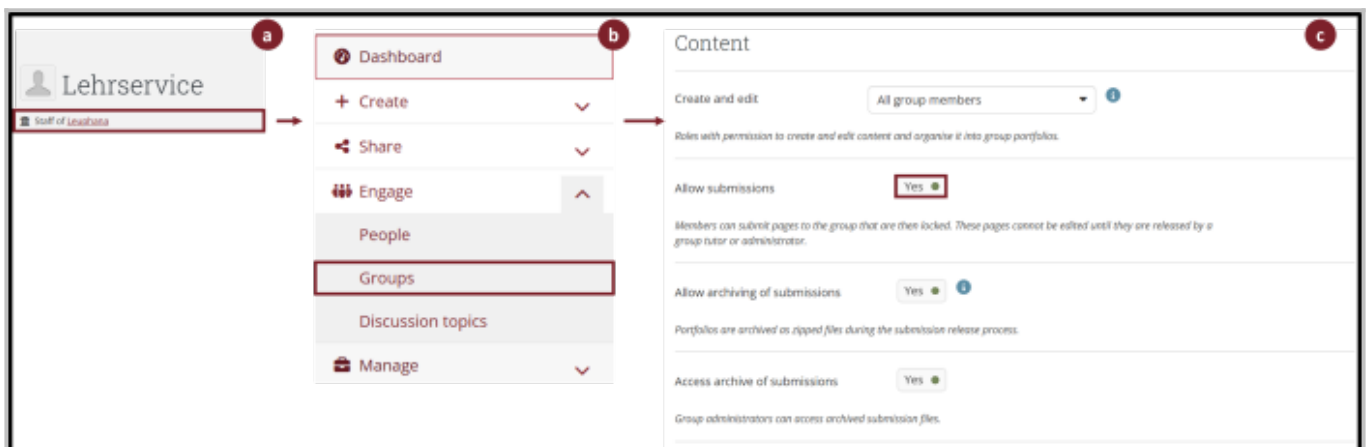 a
Lehrservice
Staff of Leuphana
b
Dashboard
Create
Share
Engage
People
Groups
Discussion topics
Manage
c
Content
Create and edit
All group members
Roles with permission to create and edit content and organise it into group portfolios.
Allow submissions
Yes
Members can submit pages to the group that are then locked. These pages cannot be edited until they are released by a
group tutor or administrator.
Allow archiving of submissions
Yes
Portfolios are archived as zipped files during the submission release process.
Access archive of submissions
Yes
Group administrators can access archived submission files.